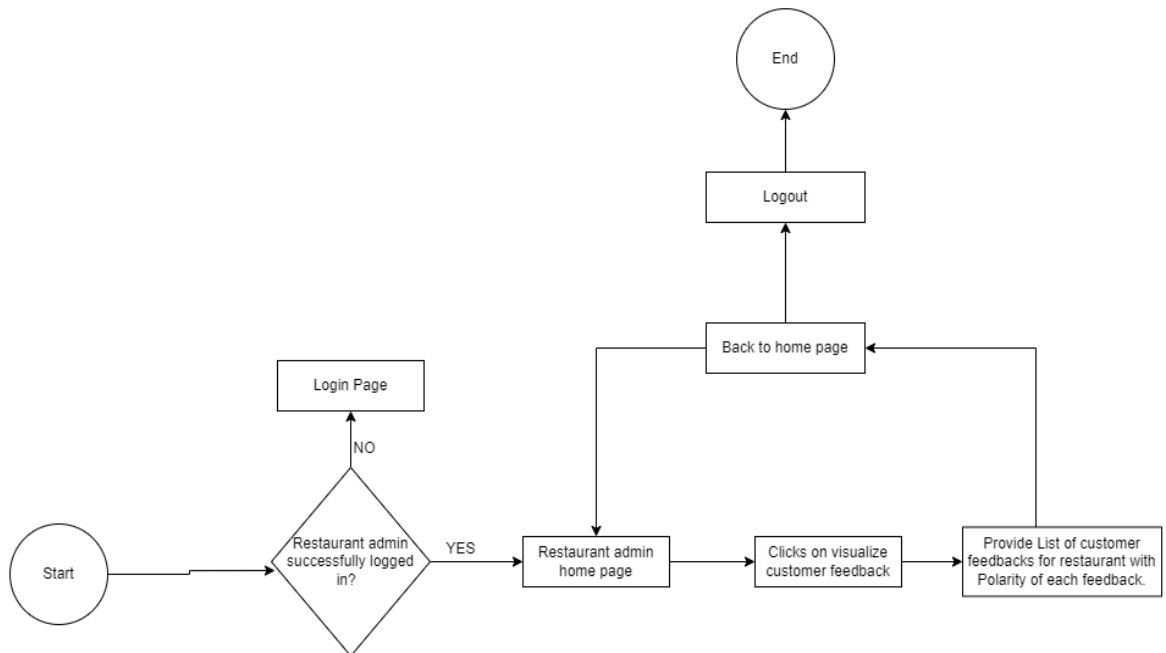 End
Logout
Back to home page
Login Page
NO
Restaurant admin
successfully logged
in?
Start
YES
Restaurant admin
home page
Clicks on visualize
customer feedback
Provide List of customer
feedbacks for restaurant with
Polarity of each feedback.